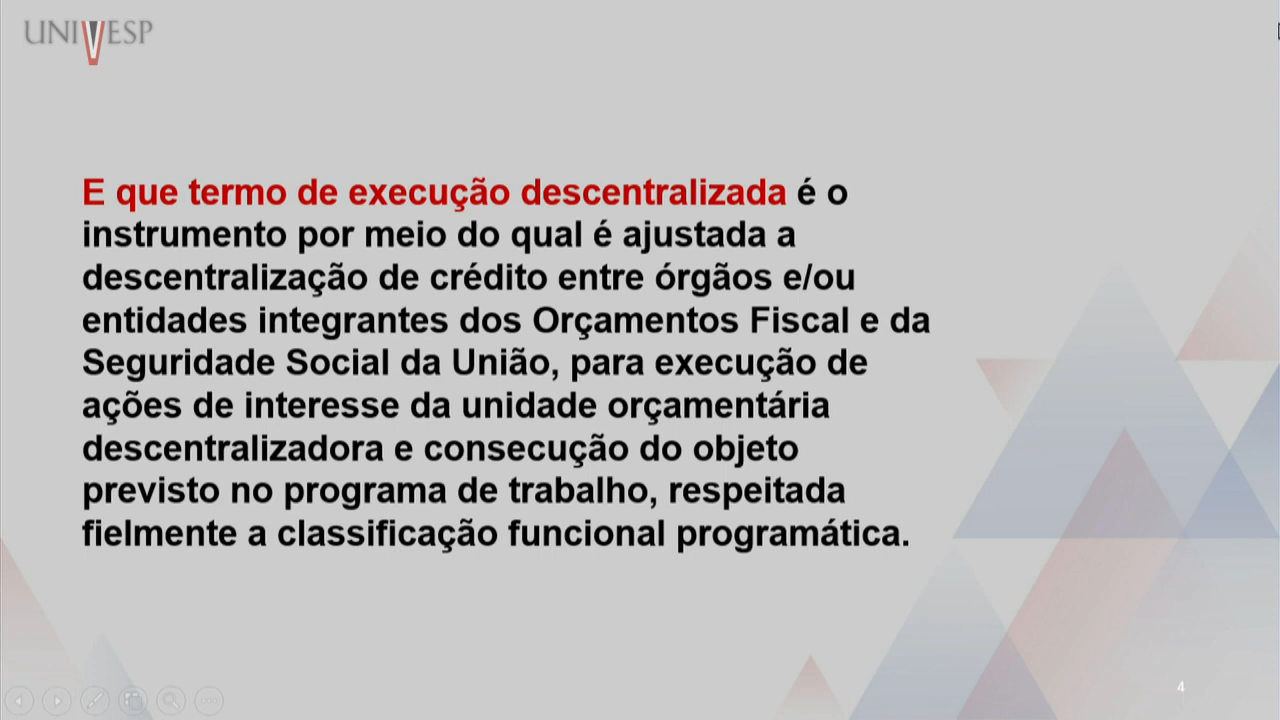 UNIVESP
E que termo de execução descentralizada é o
instrumento por meio do qual é ajustada a
descentralização de crédito entre órgãos e/ou
entidades integrantes dos Orçamentos Fiscal e da
Seguridade Social da União, para execução de
ações de interesse da unidade orçamentária
descentralizadora e consecução do objeto
previsto no programa de trabalho, respeitada
fielmente a classificação funcional programática.
4